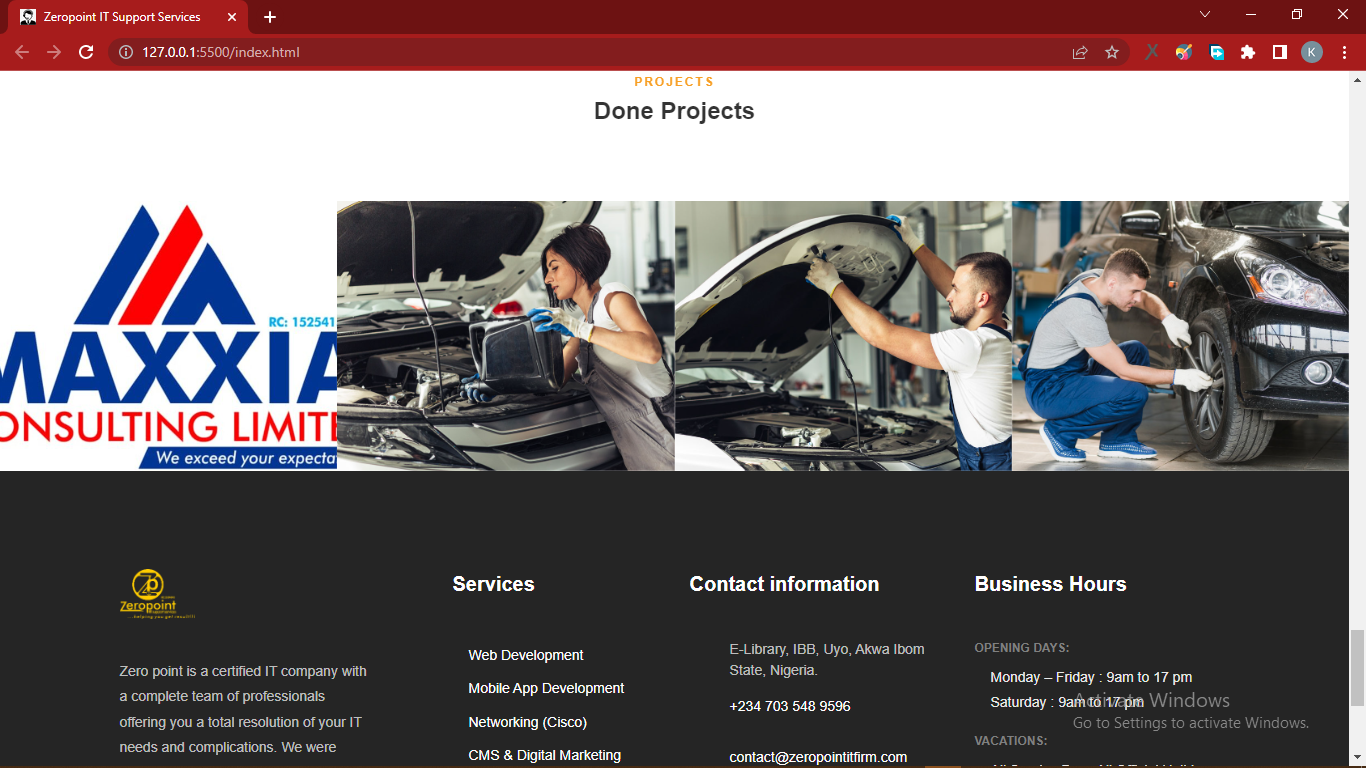 Zeropoint IT Support Services
127.0.0.1:5500/index.html
K
PROJECTS
Done Projects
RC: 152541
MAXXIA
ONSULTING LIMITE
We exceed your expecta
Zp
Zeropoint
Services
Contact information
Business Hours
Zero point is a certified IT company with
a complete team of professionals
offering you a total resolution of your IT
needs and complications. We were
Web Development
Mobile App Development
Networking (Cisco)
CMS & Digital Marketing
E-Library, IBB, Uyo, Akwa Ibom
State, Nigeria.
+234 703 548 9596
contact@zeropointitfirm.com
OPENING DAYS:
Monday – Friday : 9am to 17 pm
Saturday : 9am to 17 pm
VACATIONS:
Activate Windows
Go to Settings to activate Windows.